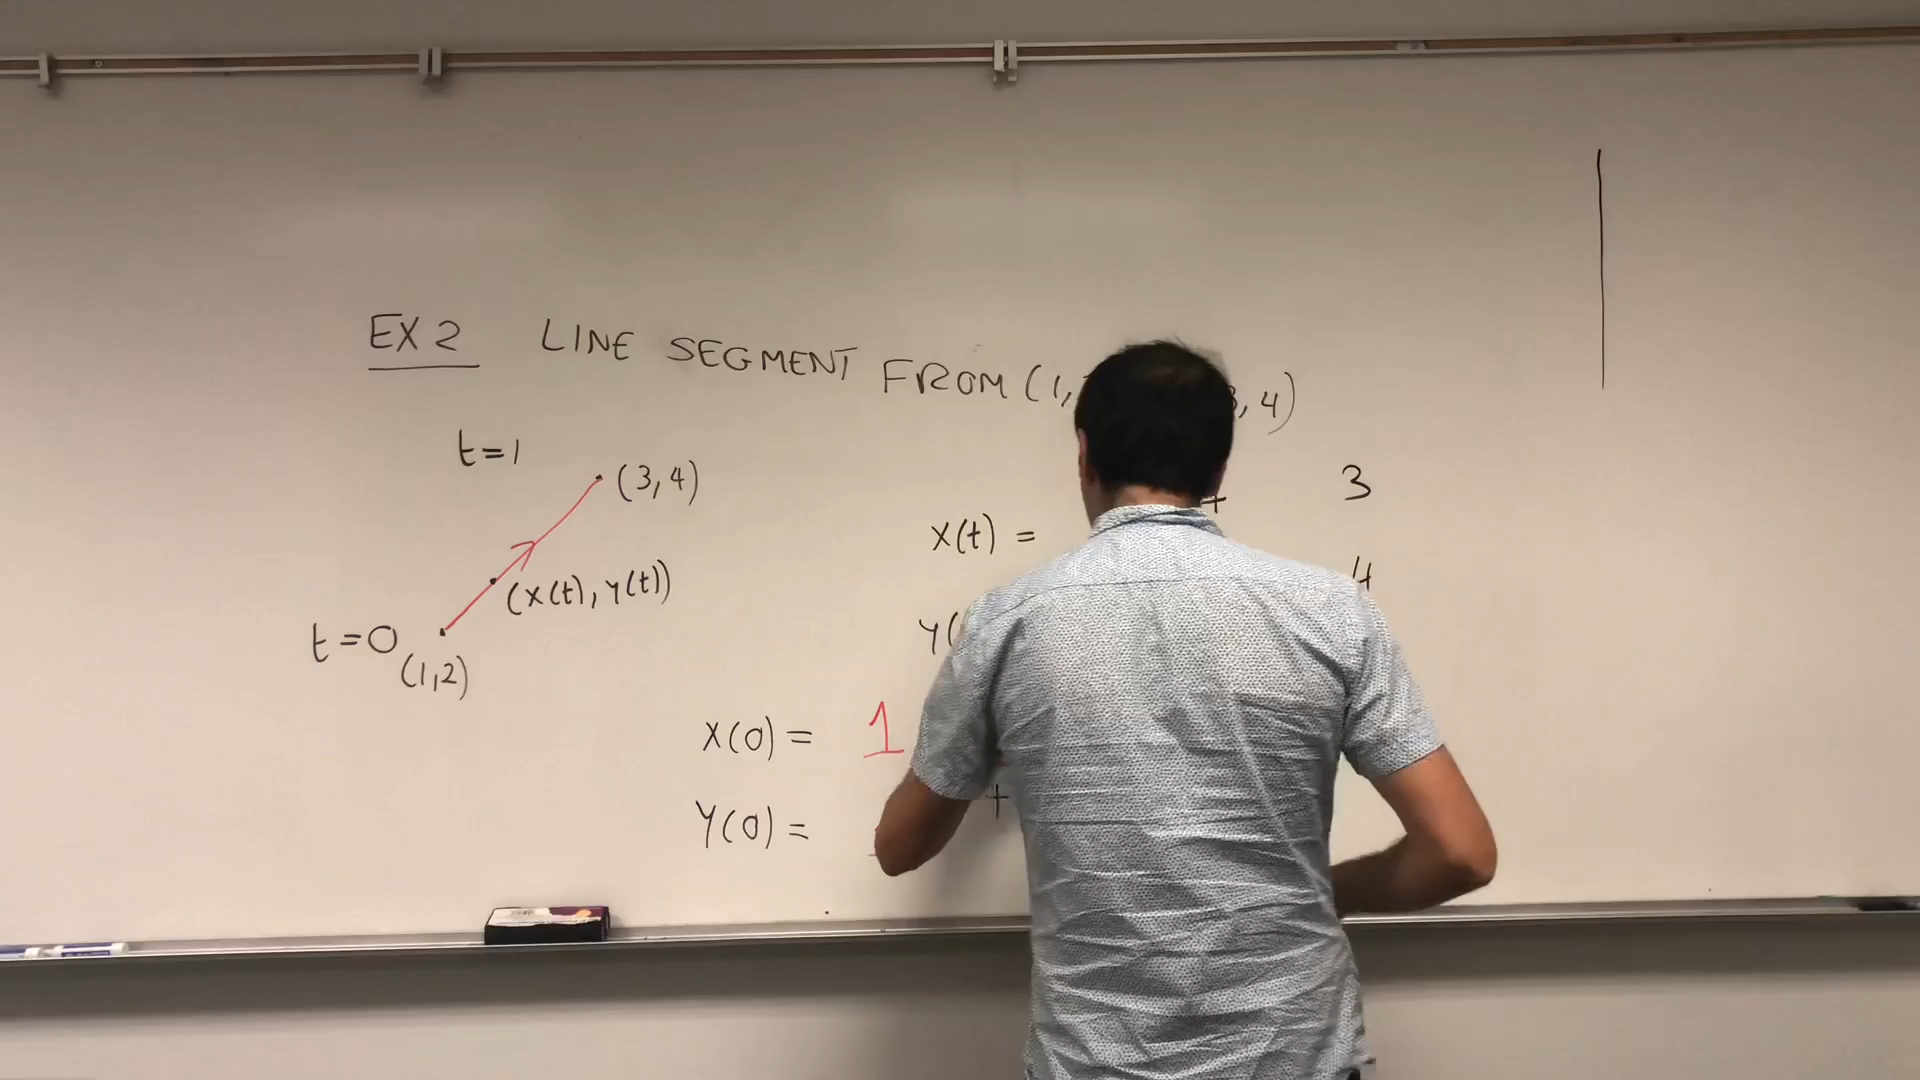 EX 2 LINE SEGMENT FROM (1, 3, 4)
t=1
(3,4)
(x(t), y(t))
t=0
(1,2)
x(t) = + 3
y( 4
x(0) = 1
y(0) = +